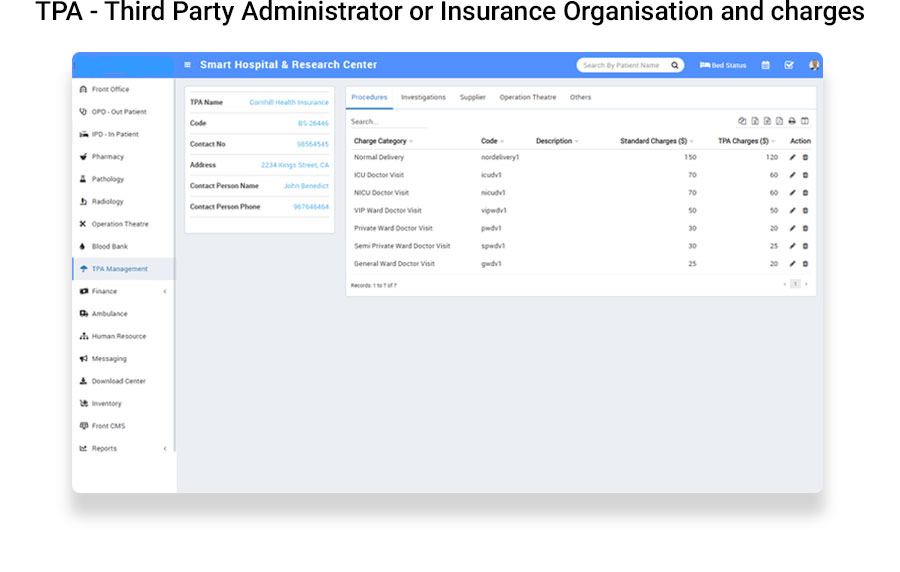 TPA - Third Party Administrator or Insurance Organisation and charges
Smart Hospital & Research Center
Search By Patient Name
Bed Status
Front Office
OPD - Out Patient
IPD - In Patient
Pharmacy
Pathology
Radiology
Operation Theatre
Blood Bank
TPA Management
Finance
Ambulance
Human Resource
Messaging
Download Center
Inventory
Front CMS
Reports
TPA Name Cornhill Health Insurance
Code BS-26446
Contact No 98564545
Address 2234 Kings Street, CA
Contact Person Name John Benedict
Contact Person Phone 967646464
Procedures Investigations Supplier Operation Theatre Others
Search...
Charge Category Code Description Standard Charges ($) TPA Charges ($) Action
Normal Delivery nordelivery1 150 120
ICU Doctor Visit icudv1 70 60
NICU Doctor Visit nicudv1 70 60
VIP Ward Doctor Visit vipwdv1 50 50
Private Ward Doctor Visit pwdv1 30 20
Semi Private Ward Doctor Visit spwdv1 30 25
General Ward Doctor Visit gwdv1 25 20
Records: 1 to 7 of 7
1